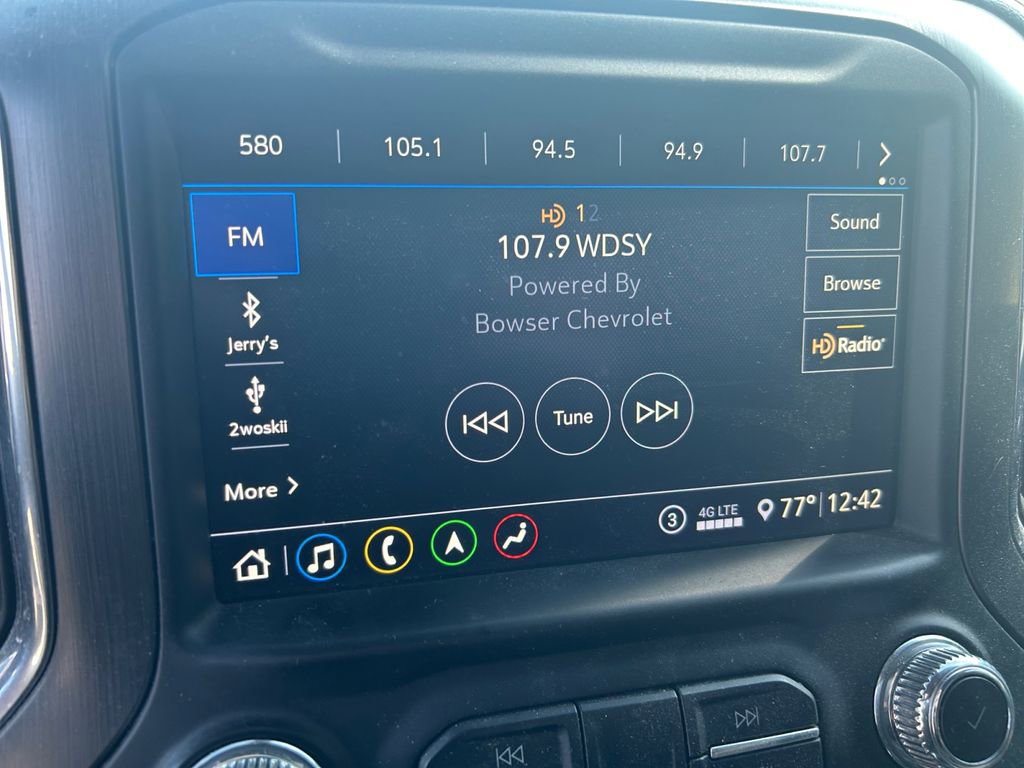 580 105.1 94.5 94.9 107.7
FM
HD 1 2
107.9 WDSY
Powered By
Bowser Chevrolet
Sound
Browse
HD Radio
Jerry's
2woskii
Tune
More
3 4G LTE 77° 12:42